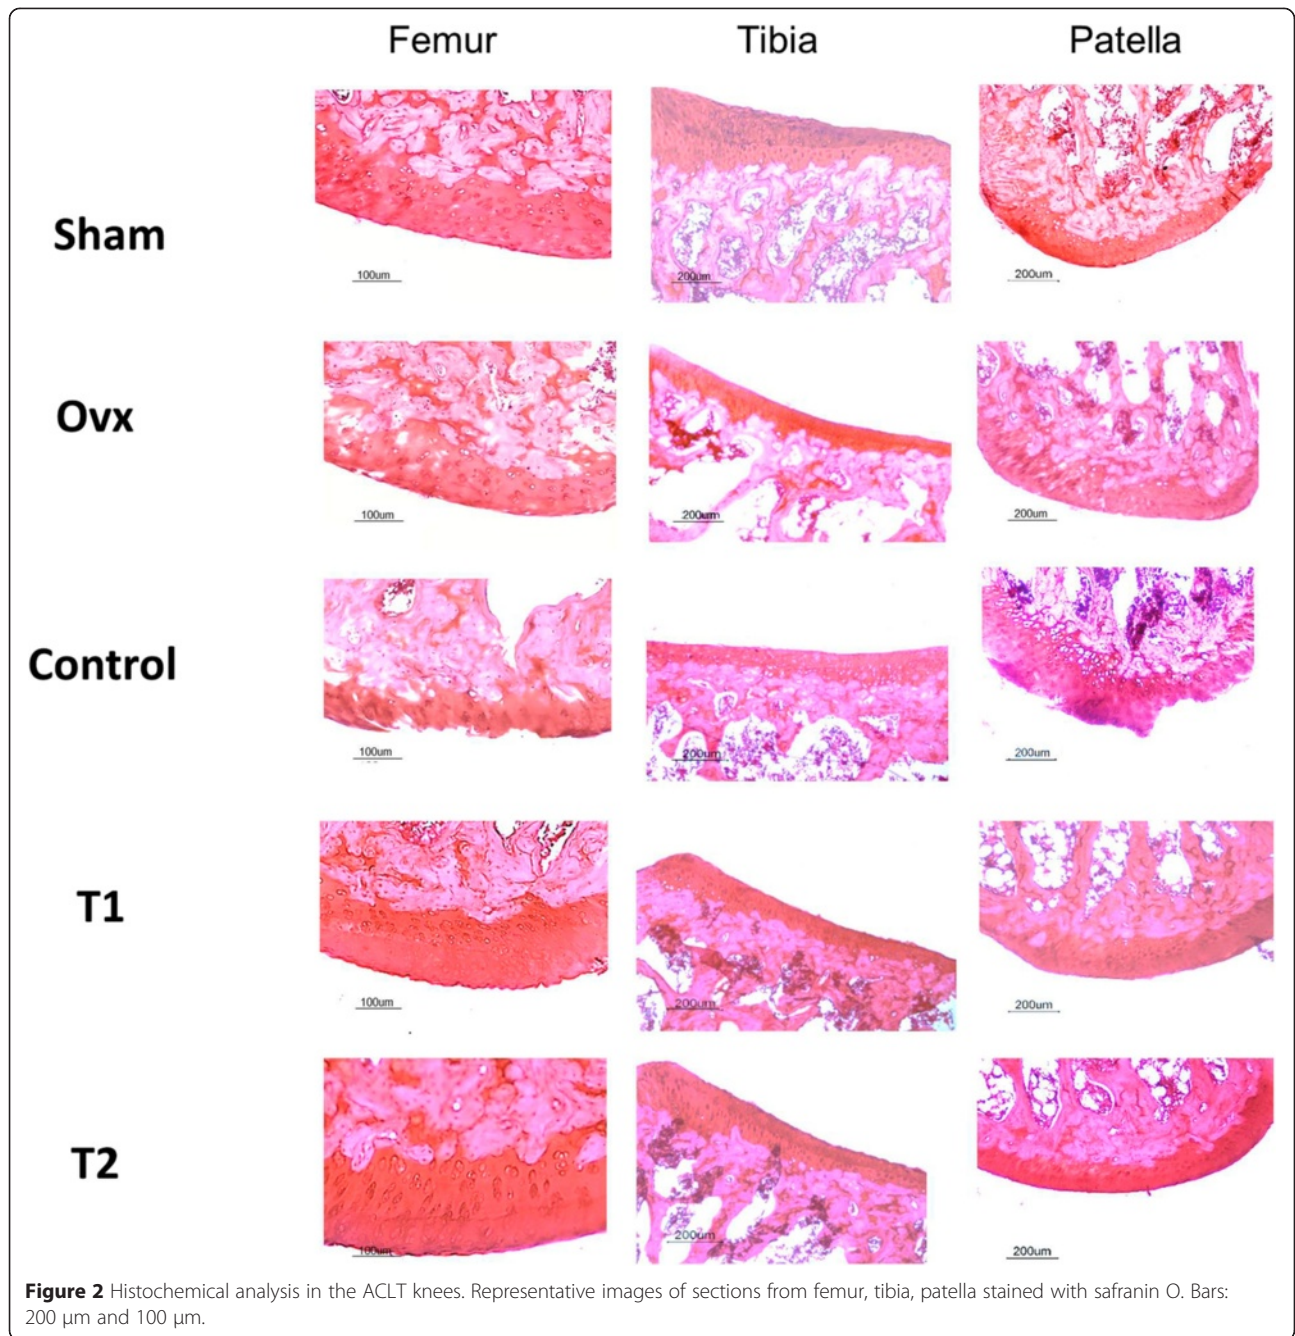 Femur Tibia Patella
Sham
100um 200um 200um
Ovx
100um 200um 200um
Control
100um 200um 200um
T1
100um 200um 200um
T2
100um 200um 200um
Figure 2 Histochemical analysis in the ACLT knees. Representative images of sections from femur, tibia, patella stained with safranin O. Bars:
200 μm and 100 μm.